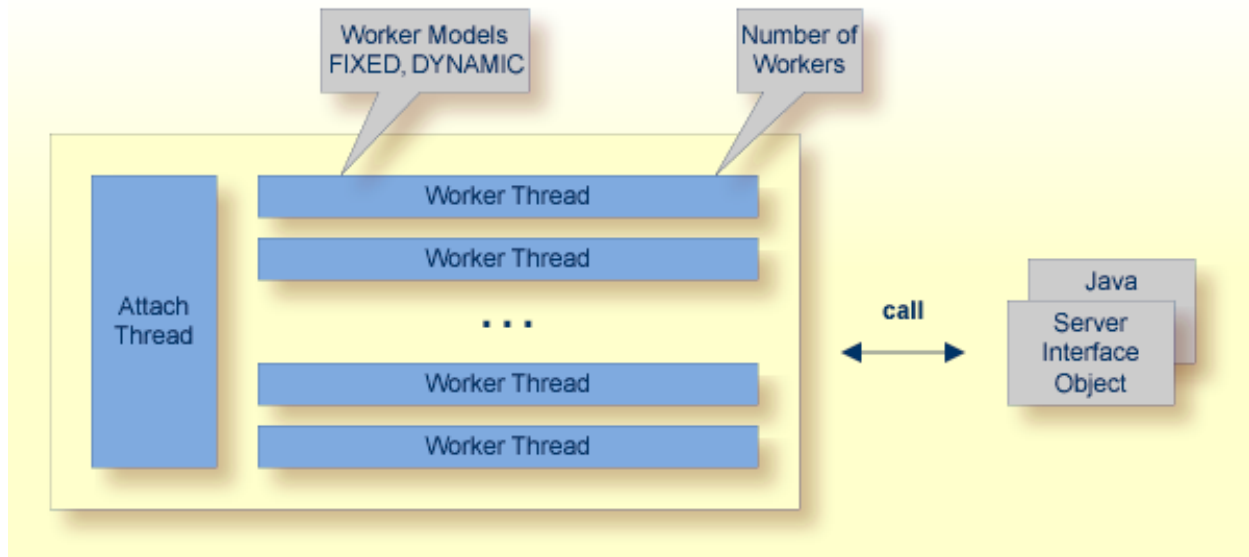 Worker Models
FIXED, DYNAMIC
Number of
Workers
Attach
Thread
Worker Thread
Worker Thread
...
Worker Thread
Worker Thread
call
Java
Server
Interface
Object